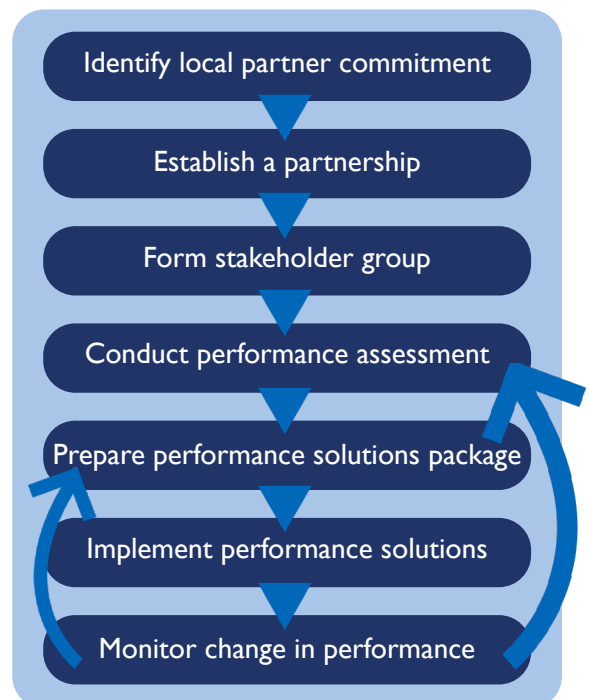 Identify local partner commitment
Establish a partnership
Form stakeholder group
Conduct performance assessment
Prepare performance solutions package
Implement performance solutions
Monitor change in performance